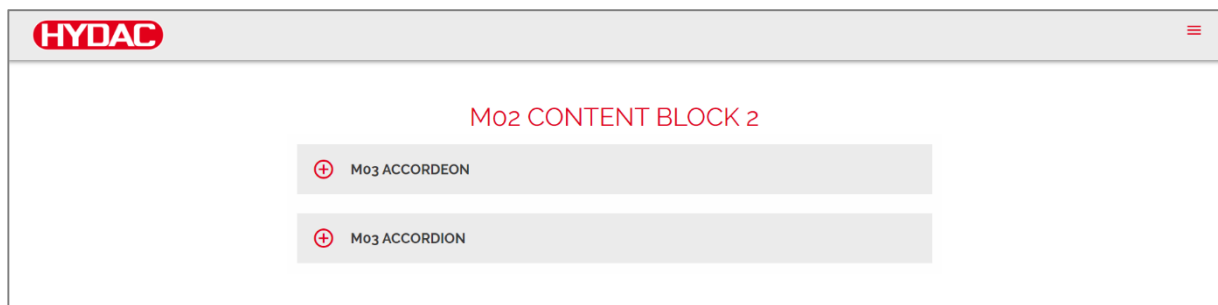 HYDAC
M02 CONTENT BLOCK 2
M03 ACCORDEON
M03 ACCORDION